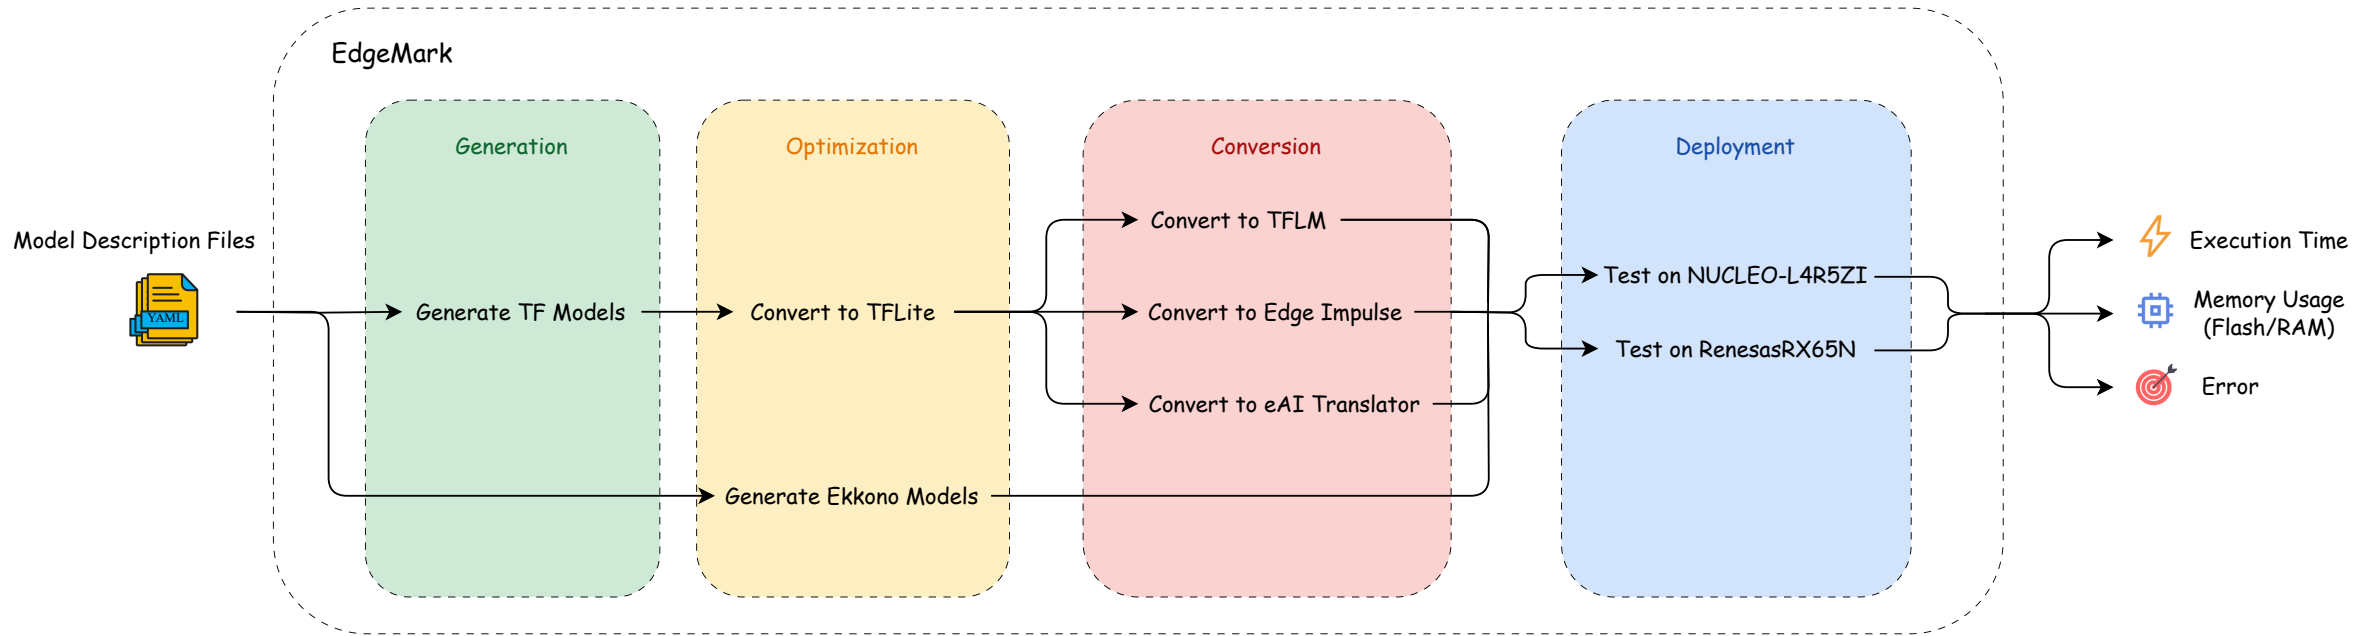 EdgeMark
Model Description Files
YAML
Generation
Generate TF Models
Optimization
Convert to TFLite
Generate Ekkono Models
Conversion
Convert to TFLM
Convert to Edge Impulse
Convert to eAI Translator
Deployment
Test on NUCLEO-L4R5ZI
Test on RenesasRX65N
Execution Time
Memory Usage
(Flash/RAM)
Error